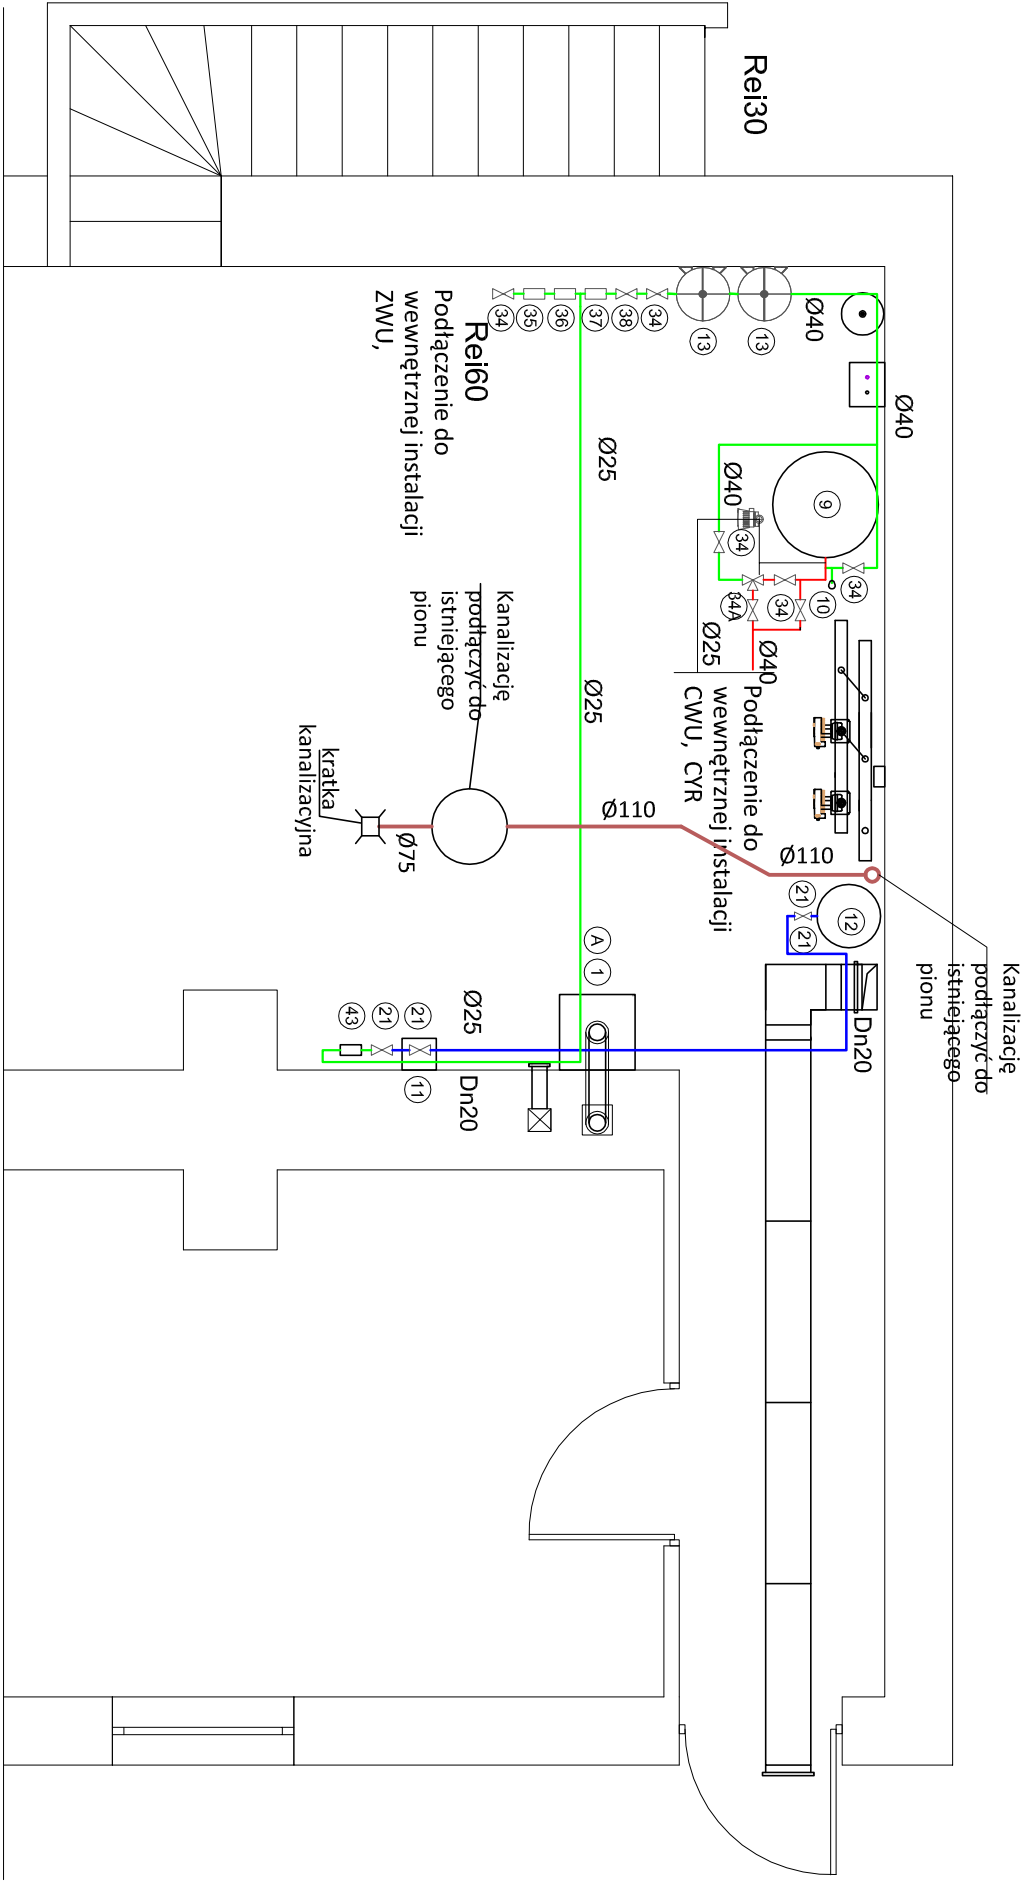 Rei30
Ø40
Ø40
34
35
36
37
38
34
13
13
Rei60
Podłączenie do
wewnętrznej instalacji
ZWU,
Ø25
Ø40
9
34
34
10
34
34A
Ø25
Ø40
Podłączenie do
wewnętrznej instalacji
CWU, CYR
Kanalizację
podłączyć do
istniejącego
pionu
Ø25
kratka
kanalizacyjna
Ø75
Ø110
Ø110
21
21
12
A
1
Kanalizację
podłączyć do
istniejącego
pionu
Dn20
Ø25
43
21
21
11
Dn20